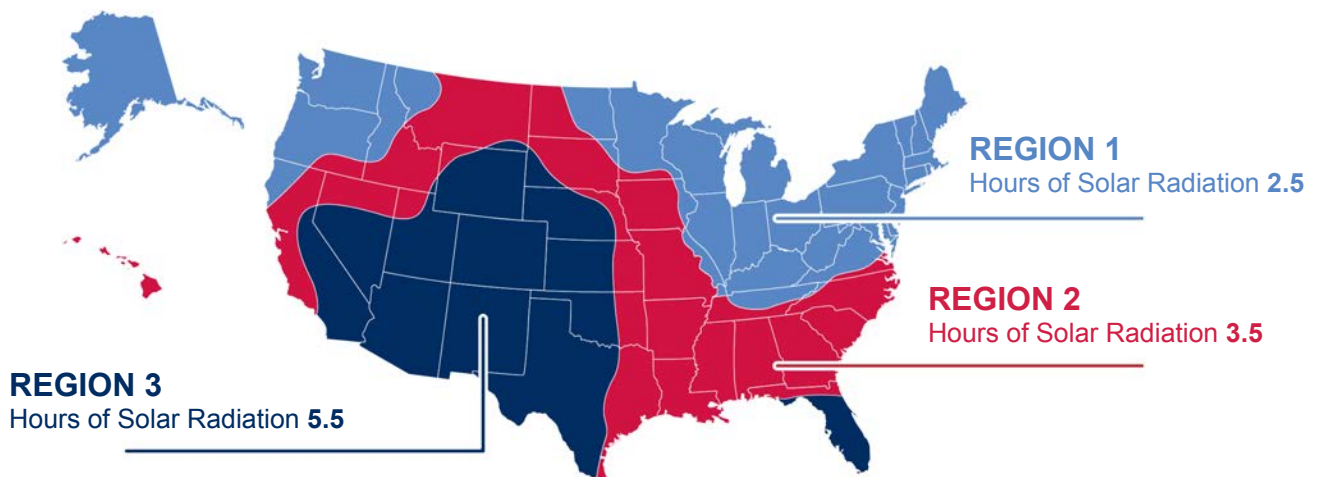 REGION 1
Hours of Solar Radiation 2.5
REGION 2
Hours of Solar Radiation 3.5
REGION 3
Hours of Solar Radiation 5.5